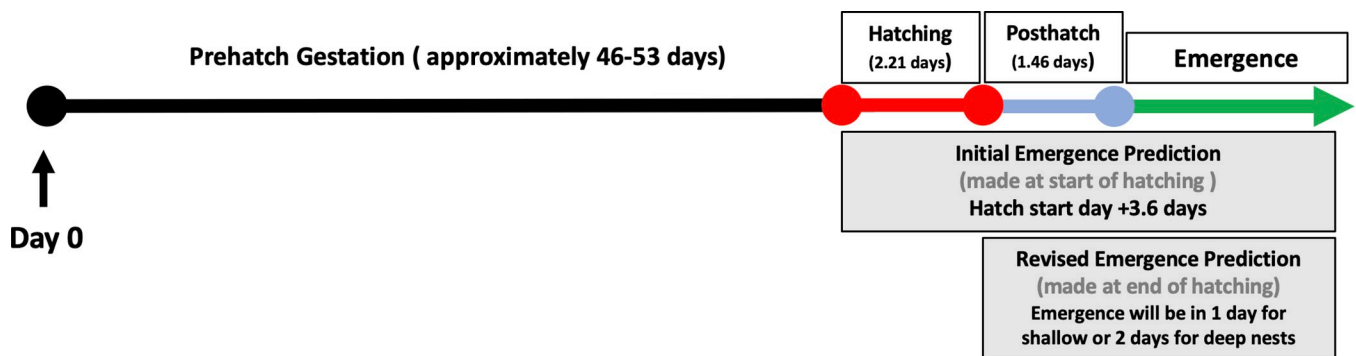 Prehatch Gestation ( approximately 46-53 days)
Hatching
(2.21 days)
Posthatch
(1.46 days)
Emergence
Day 0
Initial Emergence Prediction
(made at start of hatching )
Hatch start day +3.6 days
Revised Emergence Prediction
(made at end of hatching)
Emergence will be in 1 day for
shallow or 2 days for deep nests